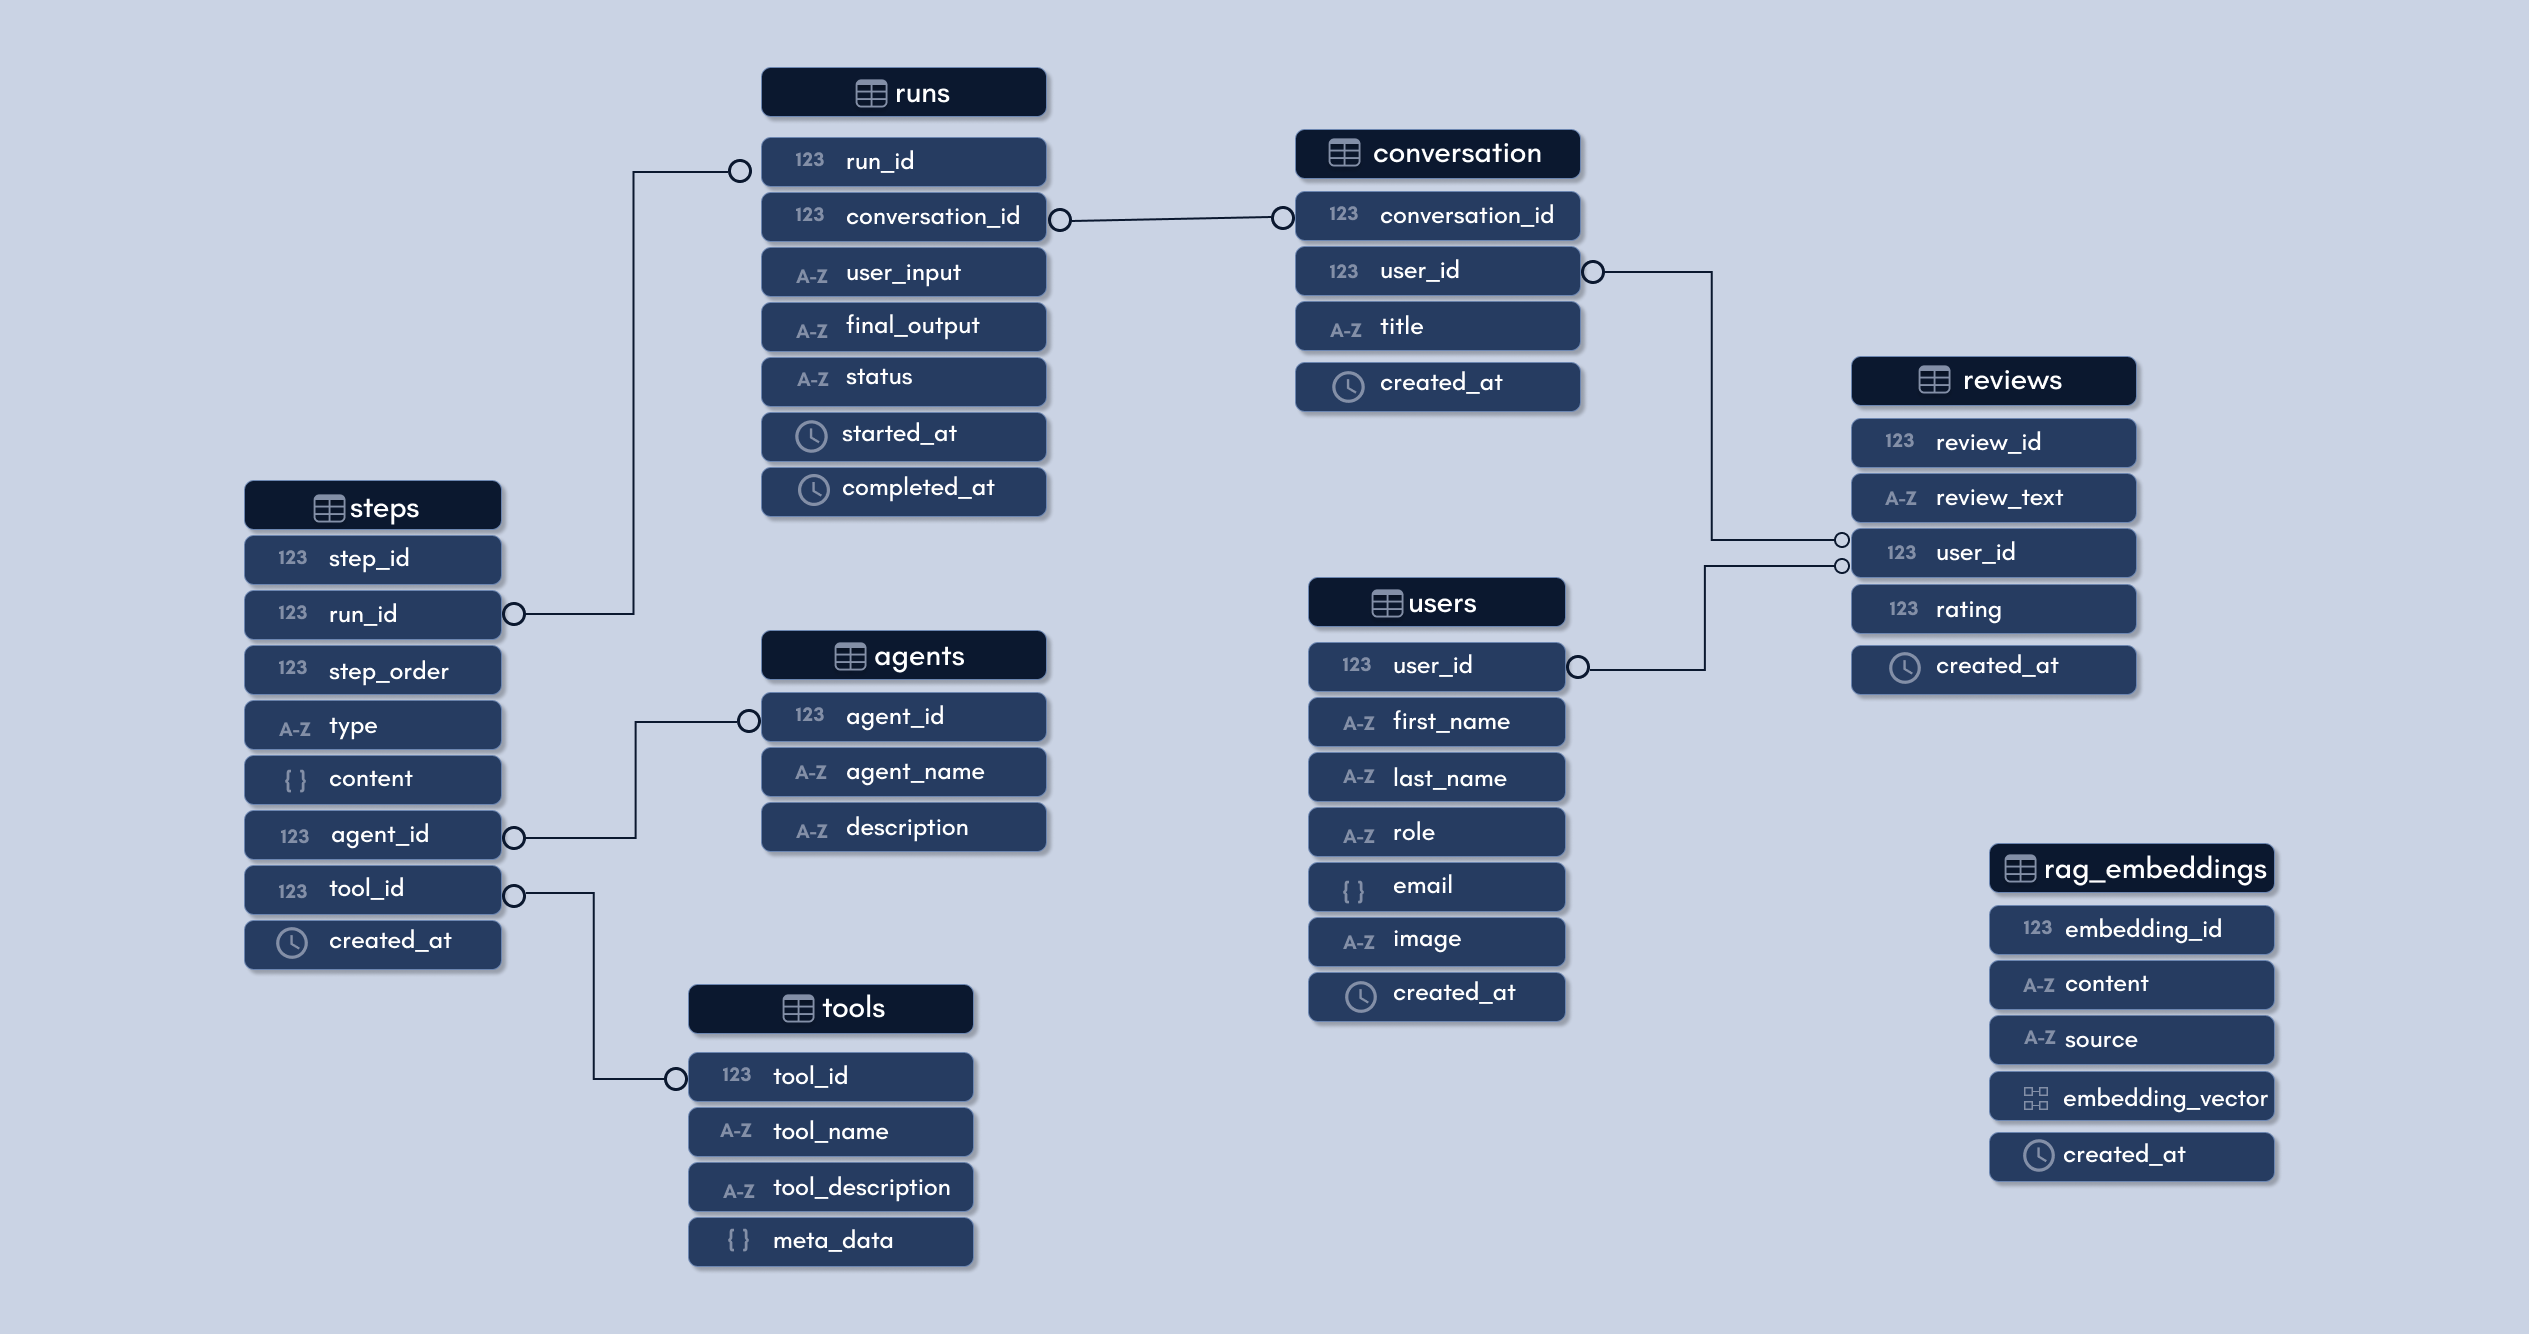 runs
123 run_id
123 conversation_id
A-Z user_input
A-Z final_output
A-Z status
started_at
completed_at
conversation
123 conversation_id
123 user_id
A-Z title
created_at
reviews
123 review_id
A-Z review_text
123 user_id
123 rating
created_at
steps
123 step_id
123 run_id
123 step_order
A-Z type
{ } content
123 agent_id
123 tool_id
created_at
agents
123 agent_id
A-Z agent_name
A-Z description
users
123 user_id
A-Z first_name
A-Z last_name
A-Z role
{ } email
A-Z image
created_at
rag_embeddings
123 embedding_id
A-Z content
A-Z source
embedding_vector
created_at
tools
123 tool_id
A-Z tool_name
A-Z tool_description
{ } meta_data